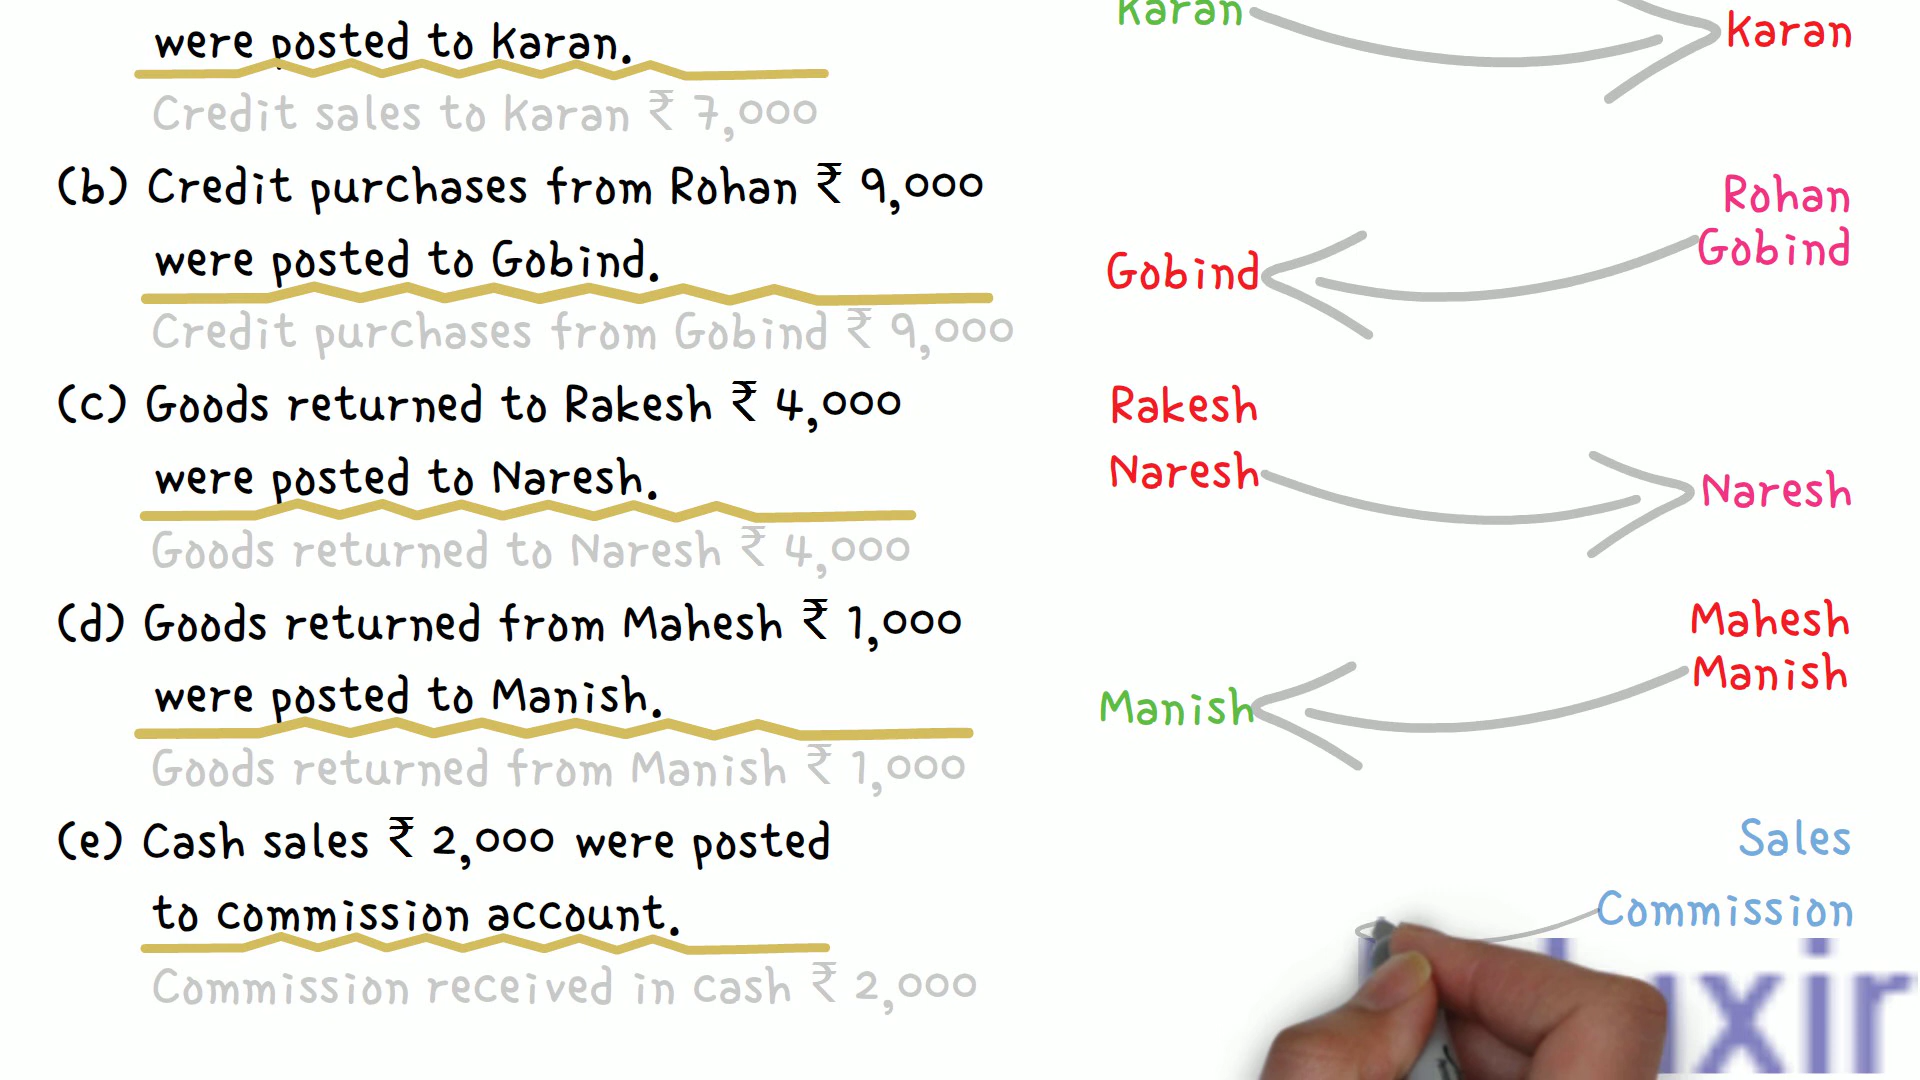 were posted to Karan.
Credit sales to Karan ₹ 7,000
(b) Credit purchases from Rohan ₹ 9,000
were posted to Gobind.
Credit purchases from Gobind ₹ 9,000
(c) Goods returned to Rakesh ₹ 4,000
were posted to Naresh.
Goods returned to Naresh ₹ 4,000
(d) Goods returned from Mahesh ₹ 1,000
were posted to Manish.
Goods returned from Manish ₹ 1,000
(e) Cash sales ₹ 2,000 were posted
to commission account.
Commission received in cash ₹ 2,000
Karan
Karan
Rohan
Gobind
Gobind
Rakesh
Naresh
Naresh
Mahesh
Manish
Manish
Sales
Commission